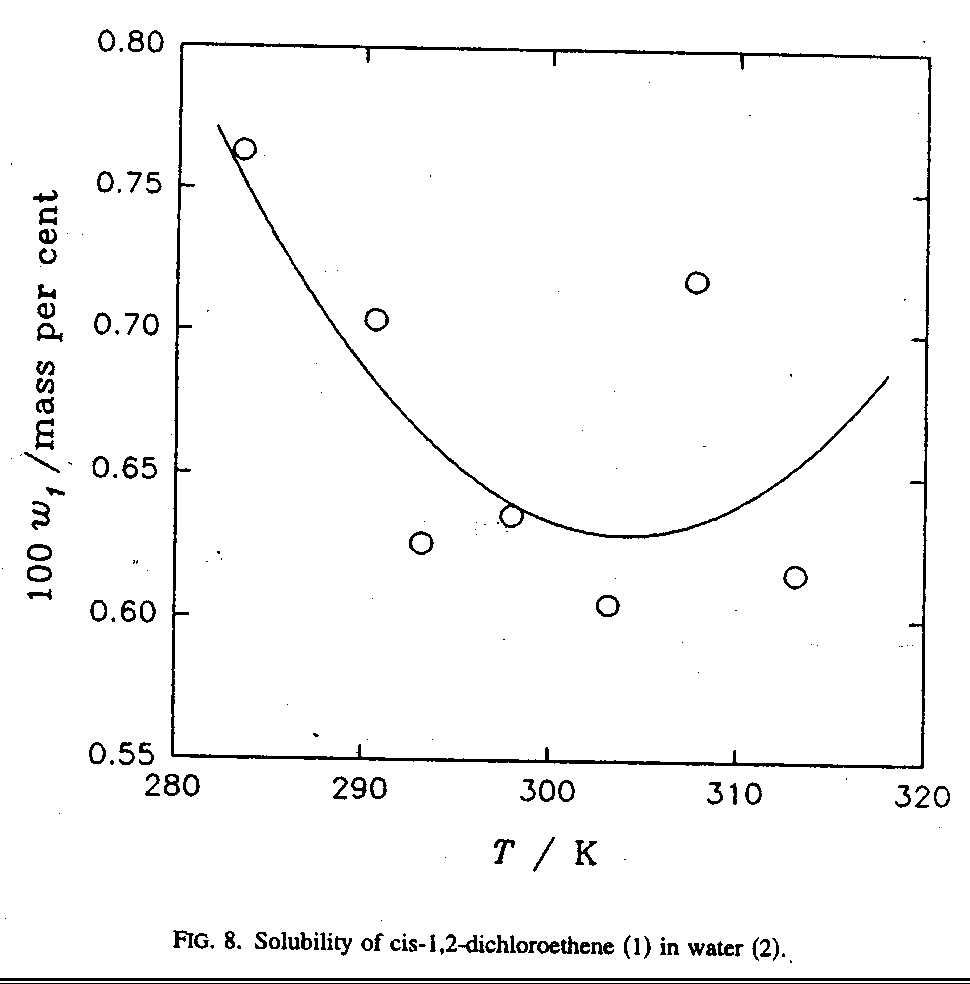 0.80
0.75
0.70
0.65
0.60
0.55
100 w₁ /mass per cent
280 290 300 310 320
T / K
FIG. 8. Solubility of cis-1,2-dichloroethene (1) in water (2).